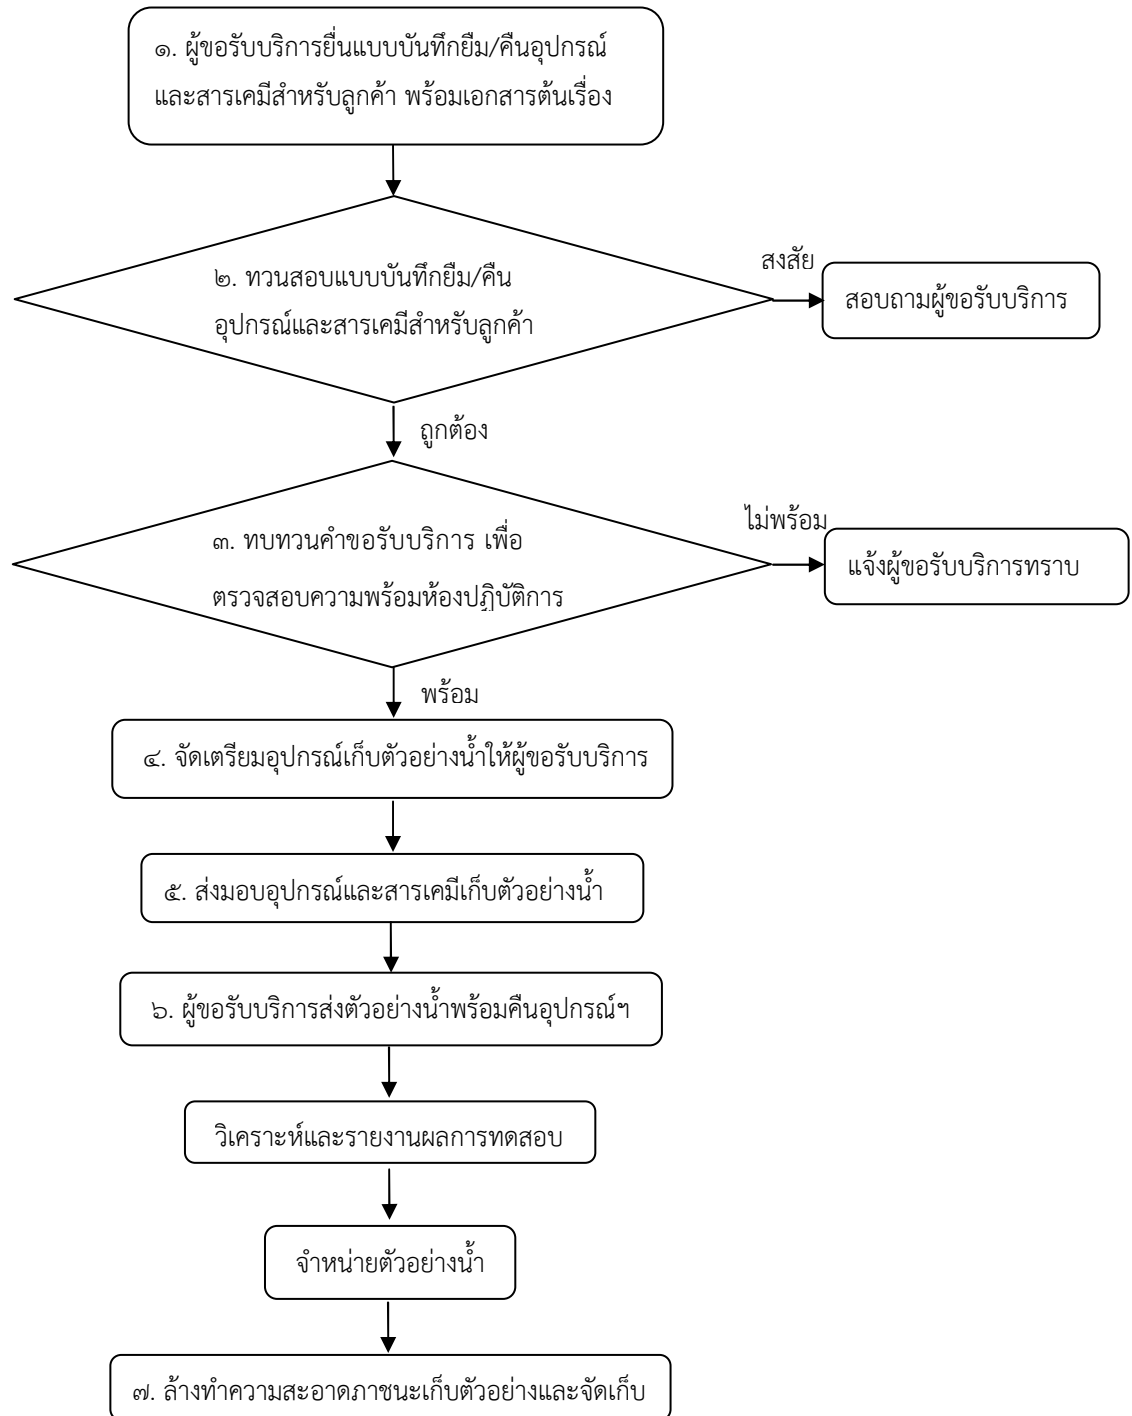 ๑. ผู้ขอรับบริการยื่นแบบบันทึกยืม/คืนอุปกรณ์
และสารเคมีสำหรับลูกค้า พร้อมเอกสารต้นเรื่อง
๒. ทวนสอบแบบบันทึกยืม/คืน
อุปกรณ์และสารเคมีสำหรับลูกค้า
สงสัย
สอบถามผู้ขอรับบริการ
ถูกต้อง
๓. ทบทวนคำขอรับบริการ เพื่อ
ตรวจสอบความพร้อมห้องปฏิบัติการ
ไม่พร้อม
แจ้งผู้ขอรับบริการทราบ
พร้อม
๔. จัดเตรียมอุปกรณ์เก็บตัวอย่างน้ำให้ผู้ขอรับบริการ
๕. ส่งมอบอุปกรณ์และสารเคมีเก็บตัวอย่างน้ำ
๖. ผู้ขอรับบริการส่งตัวอย่างน้ำพร้อมคืนอุปกรณ์ฯ
วิเคราะห์และรายงานผลการทดสอบ
จำหน่ายตัวอย่างน้ำ
๗. ล้างทำความสะอาดภาชนะเก็บตัวอย่างและจัดเก็บ